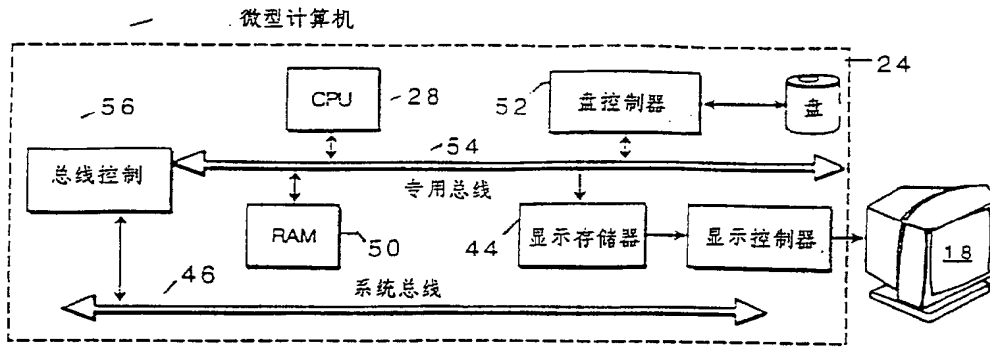 微型计算机
24
56
CPU
28
52
盘控制器
盘
总线控制
54
专用总线
RAM
50
44
显示存储器
显示控制器
18
46
系统总线